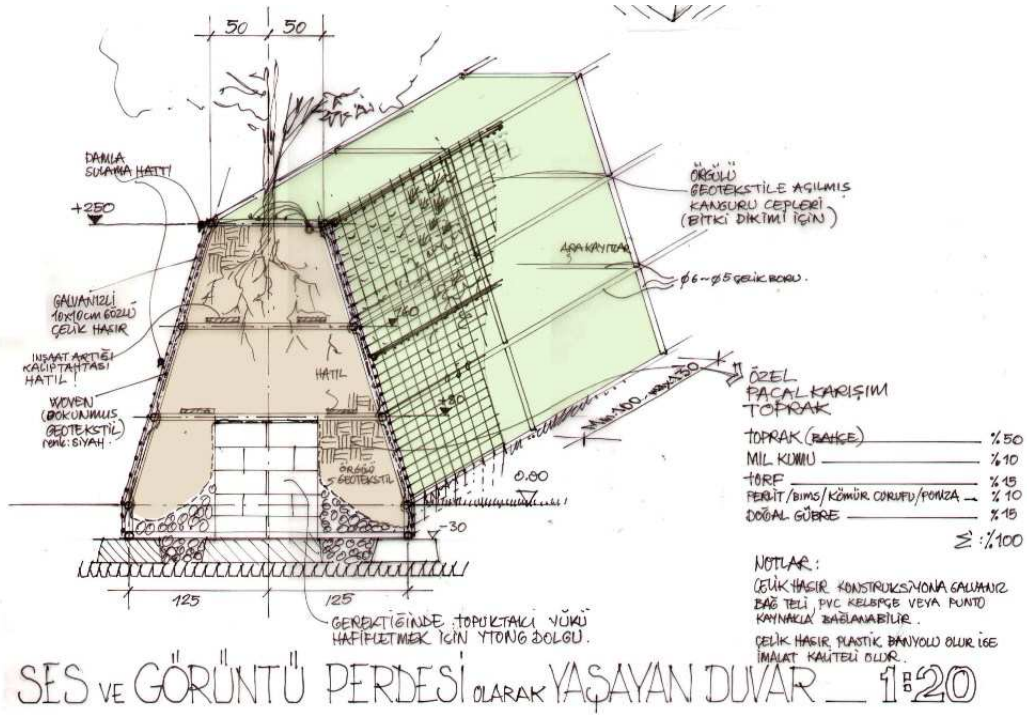 50 50
DAMLA
SULAMA HATTI
+250
GALVANİZLİ
10x10cm GÖZLÜ
ÇELİK HASIR
İNŞAAT ARTIĞI
KALIP TAHTASI
HATIL !
WOVEN
(DOKUNMUŞ
GEOTEKSTİL)
renk: SİYAH.
HATIL
ÖRGÜLÜ
GEOTEKSTİL
+80
0.00
-30
125 125
ÖRGÜLÜ
GEOTEKSTİLE AÇILMIŞ
KANGURU CEPLERİ
(BİTKİ DİKİMİ İÇİN)
ARA KAYITLAR
ø6~ø5 ÇELİK BORU.
GEREKTİĞİNDE TOPUKTAKİ YÜKÜ
HAFİFLETMEK İÇİN YTONG DOLGU.
ÖZEL
PAÇAL KARIŞIM
TOPRAK
TOPRAK (BAHÇE) %50
MİL KUMU %10
TORF %15
PERLİT/BİMS/KÖMÜR CURUFU/PONZA %10
DOĞAL GÜBRE %15
Σ :%100
NOTLAR :
ÇELİK HASIR KONSTRUKSİYONA GALVANİZ
BAĞ TELİ, PVC KELEPÇE VEYA PUNTO
KAYNAKLA BAĞLANABİLİR.
ÇELİK HASIR PLASTİK BANYOLU OLUR İSE
İMALAT KALİTELİ OLUR.
SES VE GÖRÜNTÜ PERDESİ OLARAK YAŞAYAN DUVAR _ 1:20